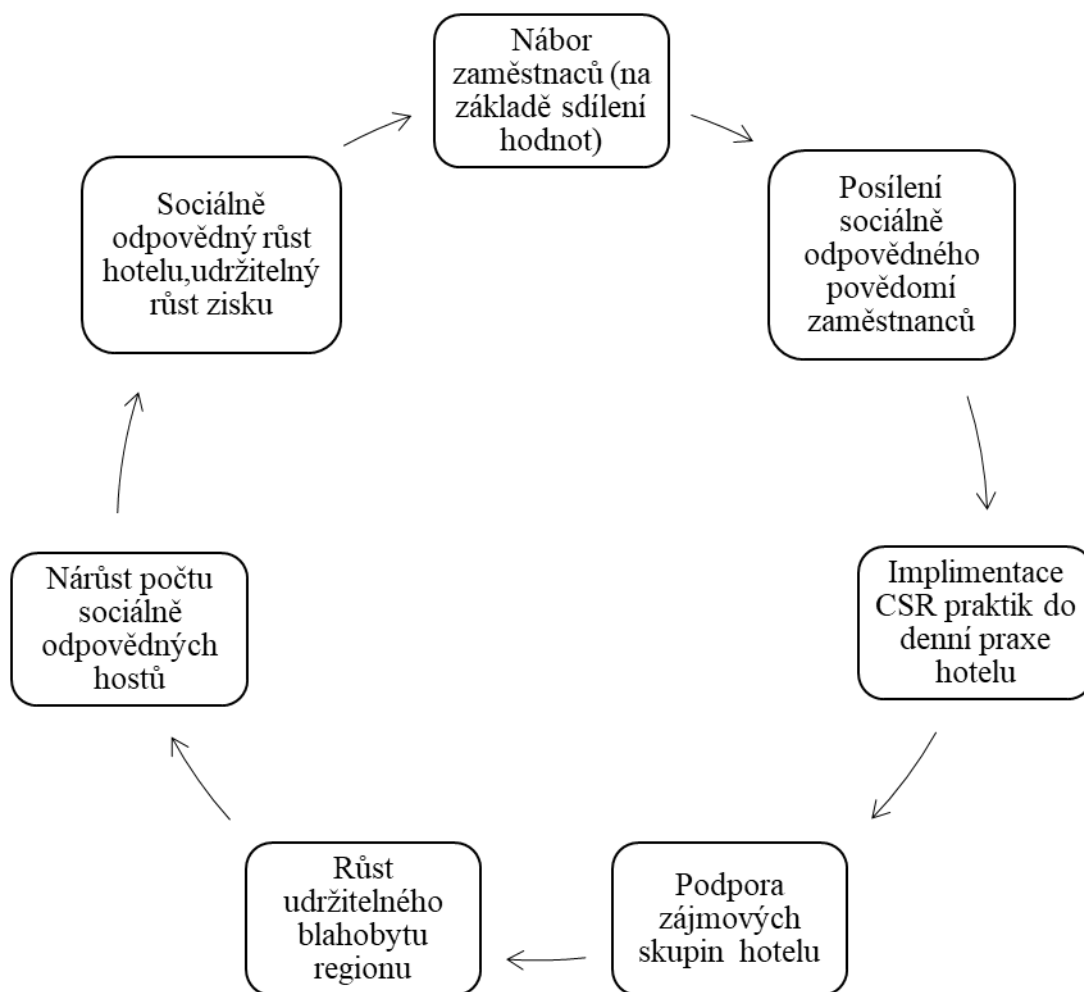 Nábor
zaměstnaců (na
základě sdílení
hodnot)
Posílení
sociálně
odpovědného
povědomí
zaměstnanců
Implimentace
CSR praktik do
denní praxe
hotelu
Podpora
zájmových
skupin hotelu
Růst
udržitelného
blahobytu
regionu
Nárůst počtu
sociálně
odpovědných
hostů
Sociálně
odpovědný růst
hotelu,udržitelný
růst zisku